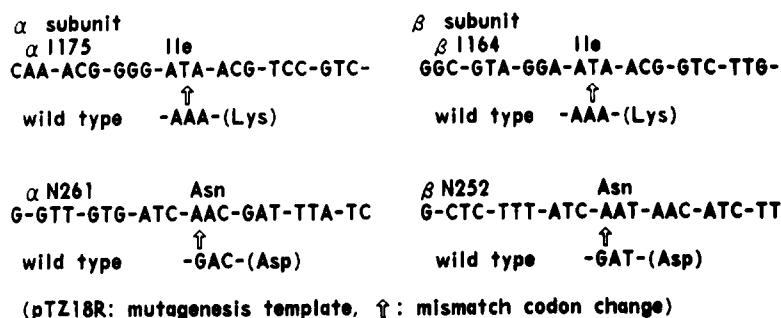 α subunit
α I175 Ile
CAA-ACG-GGG-ATA-ACG-TCC-GTC-
⇧
wild type -AAA-(Lys)
β subunit
β I164 Ile
GGC-GTA-GGA-ATA-ACG-GTC-TTG-
⇧
wild type -AAA-(Lys)
α N261 Asn
G-GTT-GTG-ATC-AAC-GAT-TTA-TC
⇧
wild type -GAC-(Asp)
β N252 Asn
G-CTC-TTT-ATC-AAT-AAC-ATC-TT
⇧
wild type -GAT-(Asp)
(pTZ18R: mutagenesis template, ⇧: mismatch codon change)